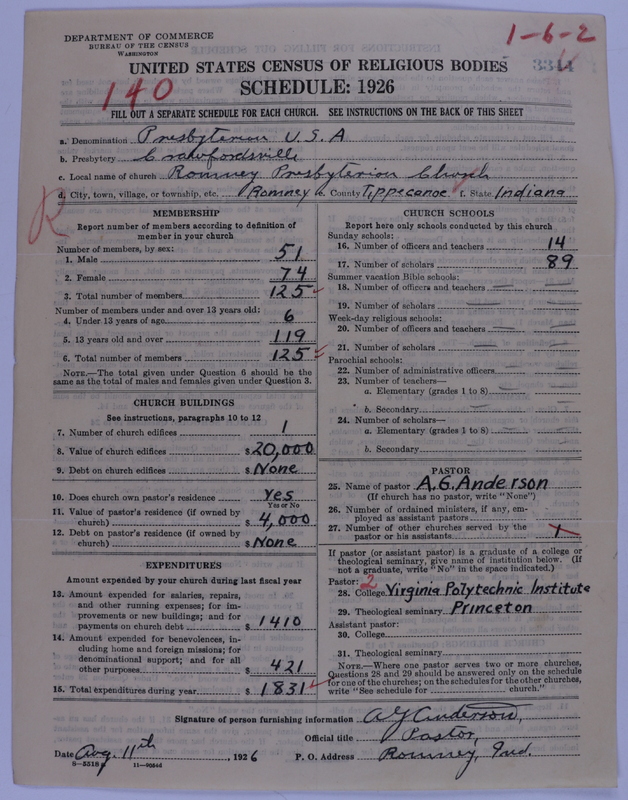 DEPARTMENT OF COMMERCE
BUREAU OF THE CENSUS
WASHINGTON
1-6-2
3344
UNITED STATES CENSUS OF RELIGIOUS BODIES
140
SCHEDULE: 1926
FILL OUT A SEPARATE SCHEDULE FOR EACH CHURCH. SEE INSTRUCTIONS ON THE BACK OF THIS SHEET
a. Denomination Presbyterian U.S.A
b. Presbytery Crawfordsville
c. Local name of church Romney Presbyterian Church
d. City, town, village, or township, etc. Romney e. County Tippecanoe f. State Indiana
R
MEMBERSHIP
Report number of members according to definition of member in your church
Number of members, by sex:
1. Male 51
2. Female 74
3. Total number of members 125
Number of members under and over 13 years old:
4. Under 13 years of age 6
5. 13 years old and over 119
6. Total number of members 125
NOTE.—The total given under Question 6 should be
same as the total of males and females given under Question 3.
CHURCH BUILDINGS
See instructions, paragraphs 10 to 12
7. Number of church edifices 1
8. Value of church edifices $ 20,000
9. Debt on church edifices $ None
10. Does church own pastor's residence Yes
Yes or No
11. Value of pastor's residence (if owned by
church) $ 4,000
12. Debt on pastor's residence (if owned by
church) $ None
EXPENDITURES
Amount expended by your church during last fiscal year
13. Amount expended for salaries, repairs,
and other running expenses; for im-
provements or new buildings; and for
payments on church debt $ 1410
14. Amount expended for benevolences, in-
cluding home and foreign missions; for
denominational support; and for all
other purposes $ 421
15. Total expenditures during year $ 1831
CHURCH SCHOOLS
Report here only schools conducted by this church
Sunday schools:
16. Number of officers and teachers 14
17. Number of scholars 89
Summer vacation Bible schools:
18. Number of officers and teachers
19. Number of scholars
Week-day religious schools:
20. Number of officers and teachers
21. Number of scholars
Parochial schools:
22. Number of administrative officers
23. Number of teachers—
a. Elementary (grades 1 to 8)
b. Secondary
24. Number of scholars—
a. Elementary (grades 1 to 8)
b. Secondary
PASTOR
25. Name of pastor A.G. Anderson
(If church has no pastor, write "None")
26. Number of ordained ministers, if any, em-
ployed as assistant pastors
27. Number of other churches served by the
pastor or his assistants 1
If pastor (or assistant pastor) is a graduate of a college or
theological seminary, give name of institution below. (If
not a graduate, write "No" in the space indicated.)
Pastor: 2
28. College Virginia Polytechnic Institute
29. Theological seminary Princeton
Assistant pastor:
30. College
31. Theological seminary
NOTE.—Where one pastor serves two or more churches,
Questions 28 and 29 should be answered only on the schedule
for one of the churches; on the schedules for the other churches,
write "See schedule for church."
Signature of person furnishing information A G Anderson,
Official title Pastor,
Date Aug. 11th, 1926 P. O. Address Romney, Ind.
8-5518